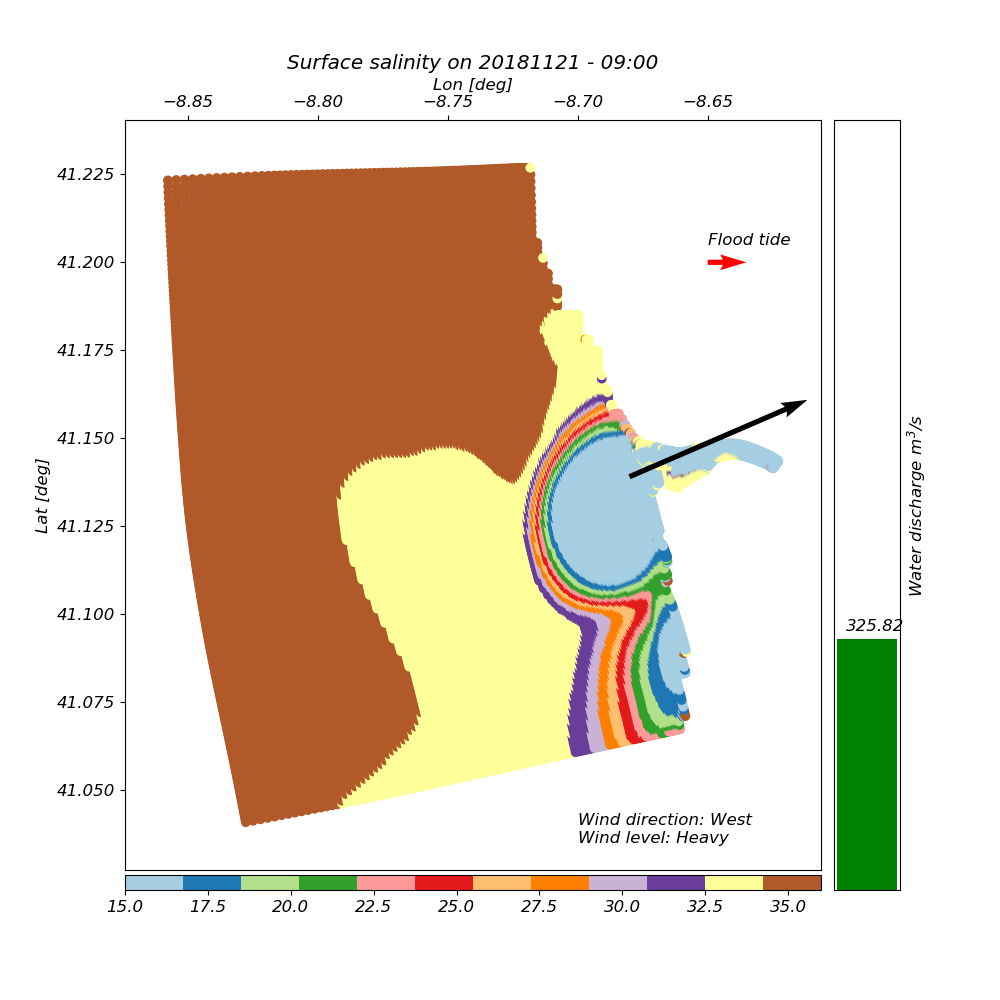 Surface salinity on 20181121 - 09:00
Lon [deg]
−8.85 −8.80 −8.75 −8.70 −8.65
41.225
41.200
41.175
41.150
41.125
41.100
41.075
41.050
Lat [deg]
Flood tide
Wind direction: West
Wind level: Heavy
325.82
Water discharge m³/s
15.0 17.5 20.0 22.5 25.0 27.5 30.0 32.5 35.0